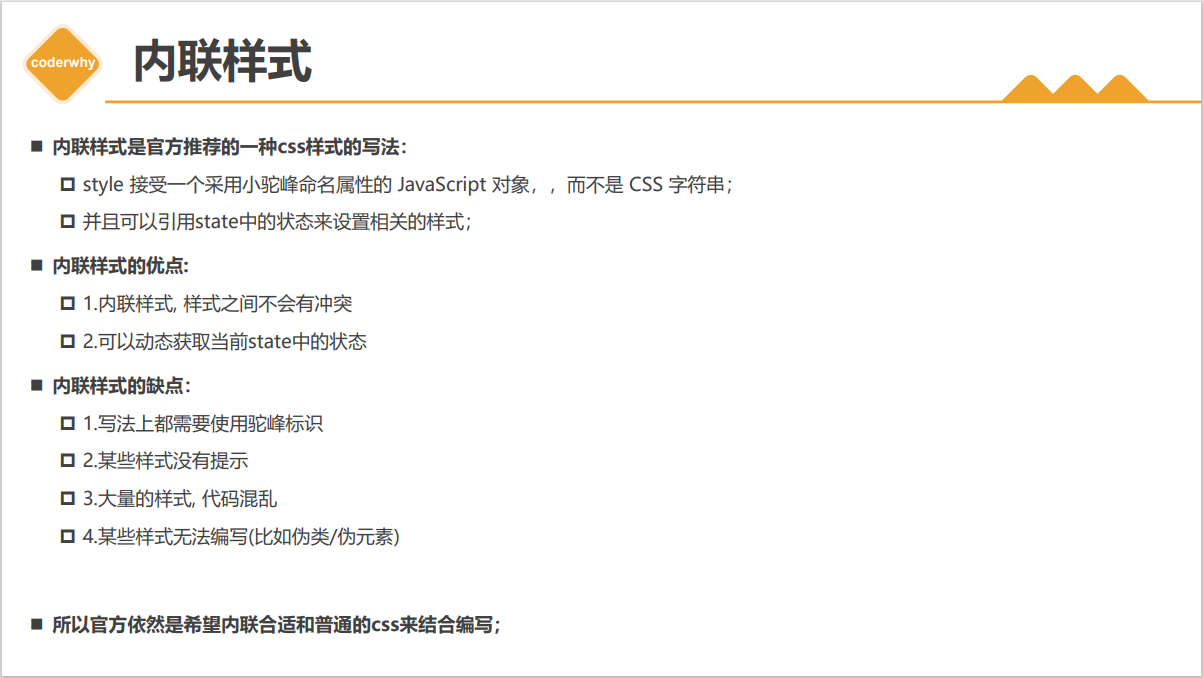 coderwhy
内联样式
内联样式是官方推荐的一种css样式的写法：
style 接受一个采用小驼峰命名属性的 JavaScript 对象，，而不是 CSS 字符串；
并且可以引用state中的状态来设置相关的样式；
内联样式的优点:
1.内联样式, 样式之间不会有冲突
2.可以动态获取当前state中的状态
内联样式的缺点：
1.写法上都需要使用驼峰标识
2.某些样式没有提示
3.大量的样式, 代码混乱
4.某些样式无法编写(比如伪类/伪元素)
所以官方依然是希望内联合适和普通的css来结合编写；